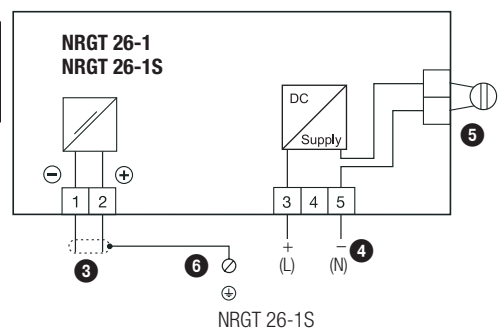 NRGT 26-1
NRGT 26-1S
DC
Supply
5
− +
1 2 3 4 5
+ −
(L) (N) 4
3 6
NRGT 26-1S